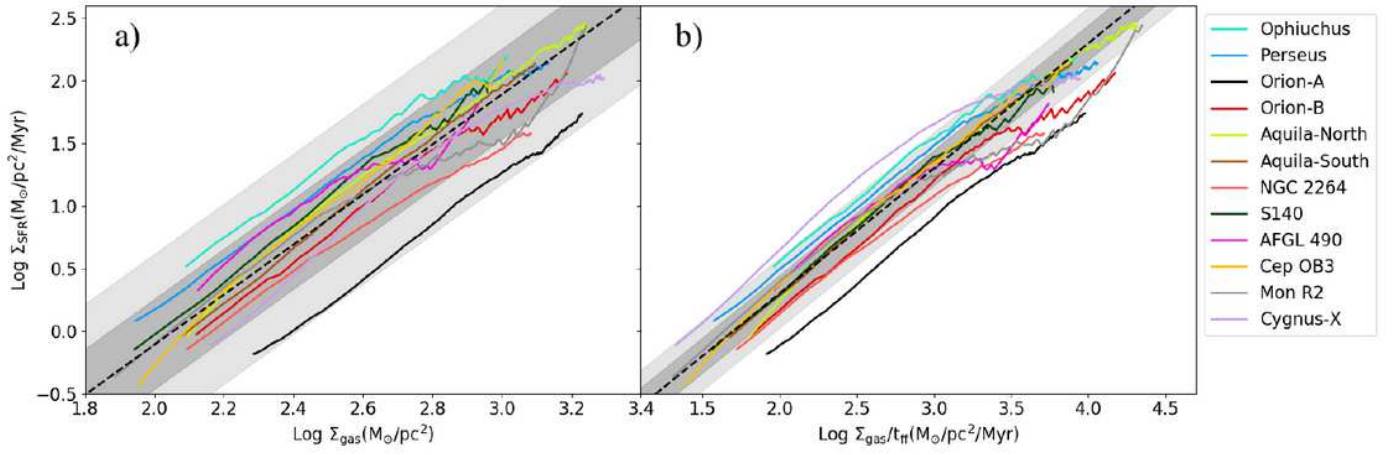 a)
b)
2.5
2.0
1.5
1.0
0.5
0.0
−0.5
Log Σ_SFR(M_⊙/pc²/Myr)
1.8 2.0 2.2 2.4 2.6 2.8 3.0 3.2 3.4
Log Σ_gas(M_⊙/pc²)
1.5 2.0 2.5 3.0 3.5 4.0 4.5
Log Σ_gas/t_ff(M_⊙/pc²/Myr)
Ophiuchus
Perseus
Orion-A
Orion-B
Aquila-North
Aquila-South
NGC 2264
S140
AFGL 490
Cep OB3
Mon R2
Cygnus-X